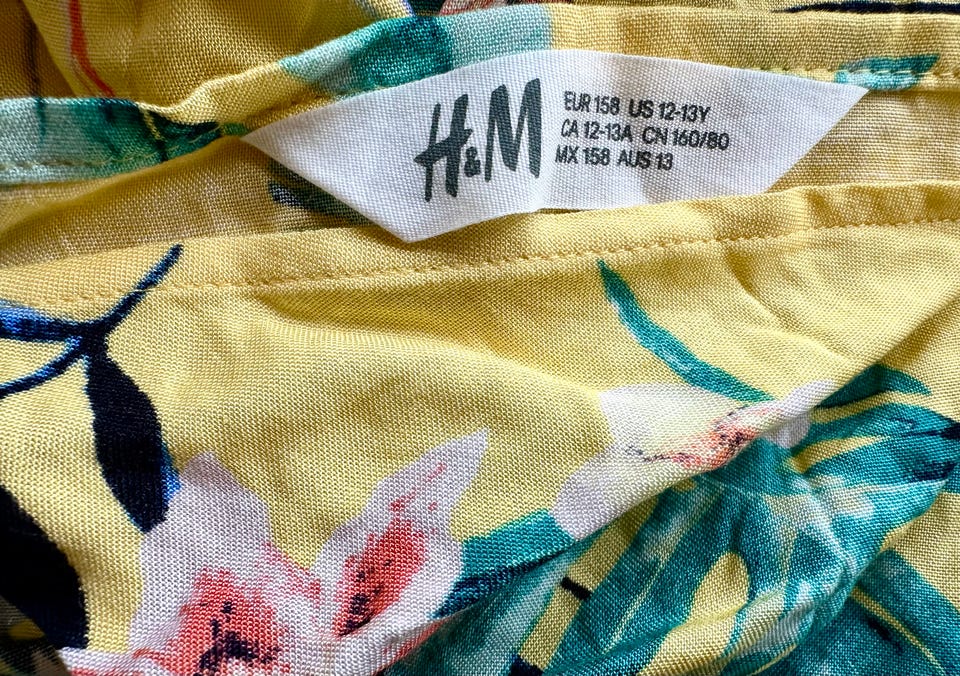 H&M
EUR 158 US 12-13Y
CA 12-13A CN 160/80
MX 158 AUS 13